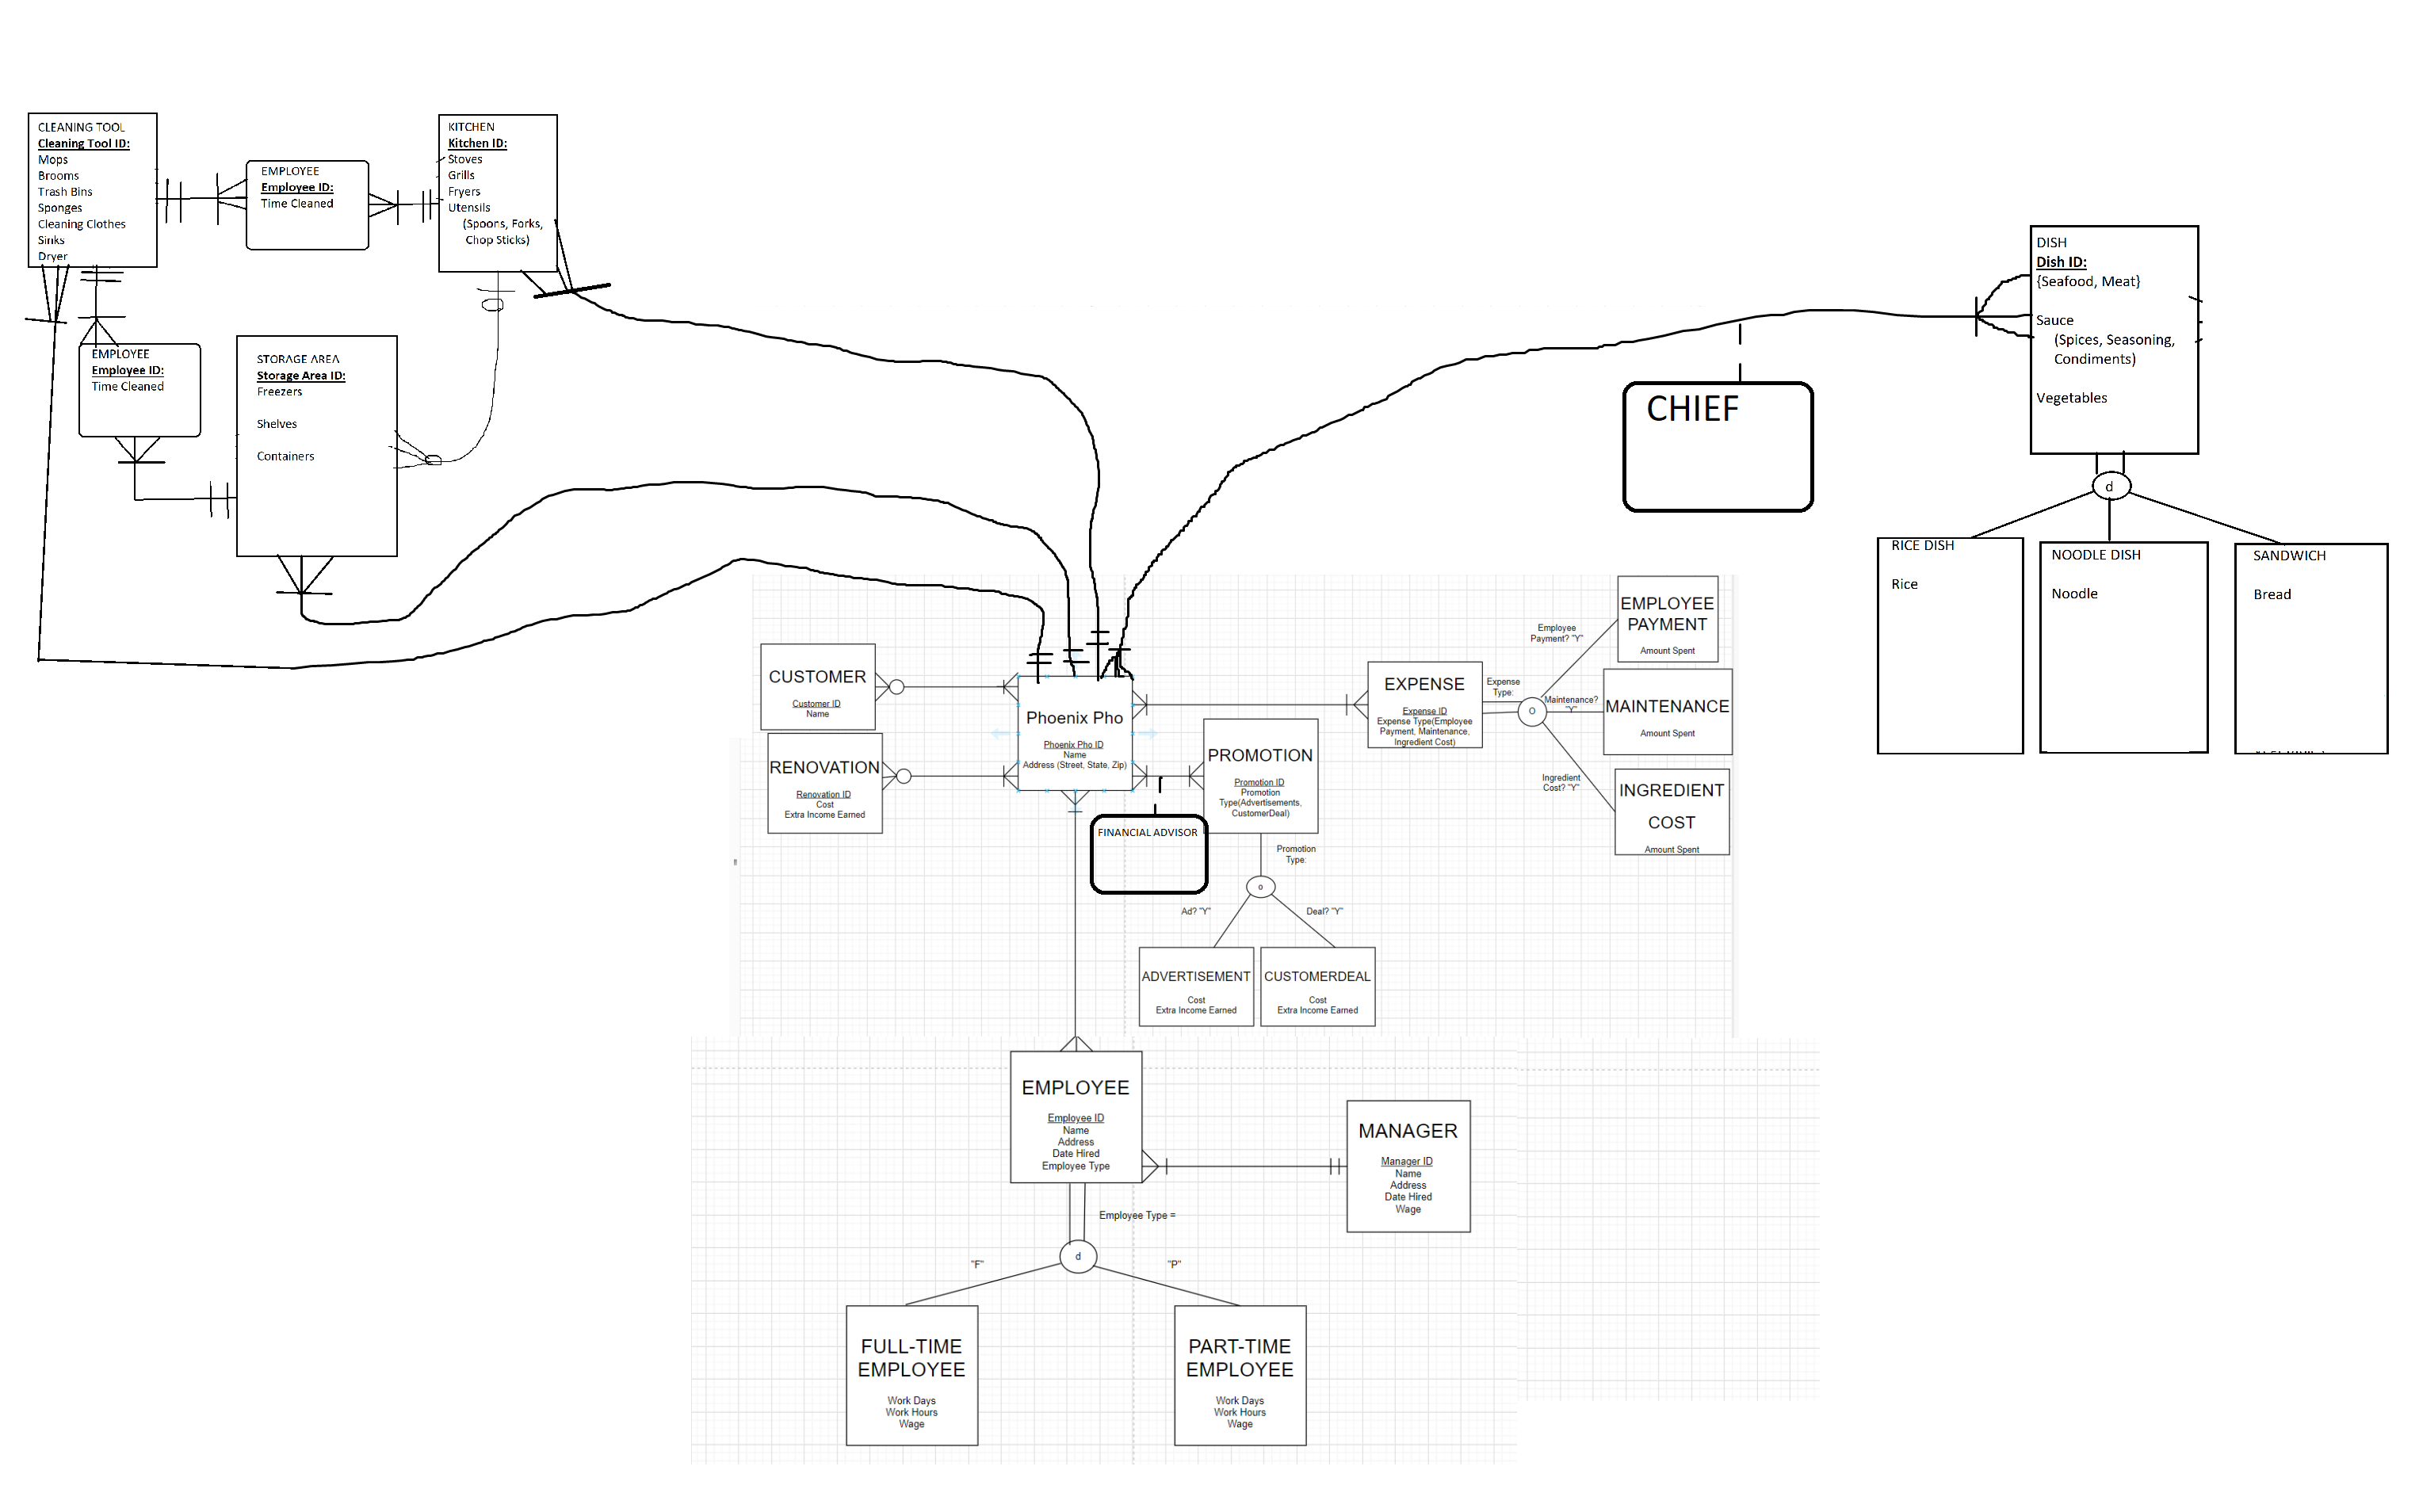 CLEANING TOOL
Cleaning Tool ID:
Mops
Brooms
Trash Bins
Sponges
Cleaning Clothes
Sinks
Dryer
EMPLOYEE
Employee ID:
Time Cleaned
KITCHEN
Kitchen ID:
Stoves
Grills
Fryers
Utensils
(Spoons, Forks,
Chop Sticks)
EMPLOYEE
Employee ID:
Time Cleaned
STORAGE AREA
Storage Area ID:
Freezers
Shelves
Containers
CHIEF
DISH
Dish ID:
{Seafood, Meat}
Sauce
(Spices, Seasoning,
Condiments)
Vegetables
d
RICE DISH
Rice
NOODLE DISH
Noodle
SANDWICH
Bread
CUSTOMER
Customer ID
Name
RENOVATION
Renovation ID
Cost
Extra Income Earned
Phoenix Pho
Phoenix Pho ID
Name
Address (Street, State, Zip)
FINANCIAL ADVISOR
PROMOTION
Promotion ID
Promotion
Type(Advertisements,
CustomerDeal)
Promotion
Type:
o
Ad? "Y"
Deal? "Y"
ADVERTISEMENT
Cost
Extra Income Earned
CUSTOMERDEAL
Cost
Extra Income Earned
EXPENSE
Expense ID
Expense Type(Employee
Payment, Maintenance,
Ingredient Cost)
Expense
Type:
O
Employee
Payment? "Y"
Maintenance?
"Y"
Ingredient
Cost? "Y"
EMPLOYEE
PAYMENT
Amount Spent
MAINTENANCE
Amount Spent
INGREDIENT
COST
Amount Spent
EMPLOYEE
Employee ID
Name
Address
Date Hired
Employee Type
MANAGER
Manager ID
Name
Address
Date Hired
Wage
Employee Type =
d
"F"
"P"
FULL-TIME
EMPLOYEE
Work Days
Work Hours
Wage
PART-TIME
EMPLOYEE
Work Days
Work Hours
Wage